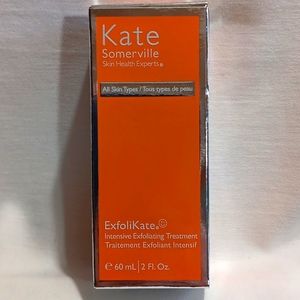 Kate
Somerville
Skin Health Experts®
All Skin Types / Tous types de peau
ExfoliKate®
Intensive Exfoliating Treatment
Traitement Exfoliant Intensif
℮ 60 mL | 2 Fl. Oz.